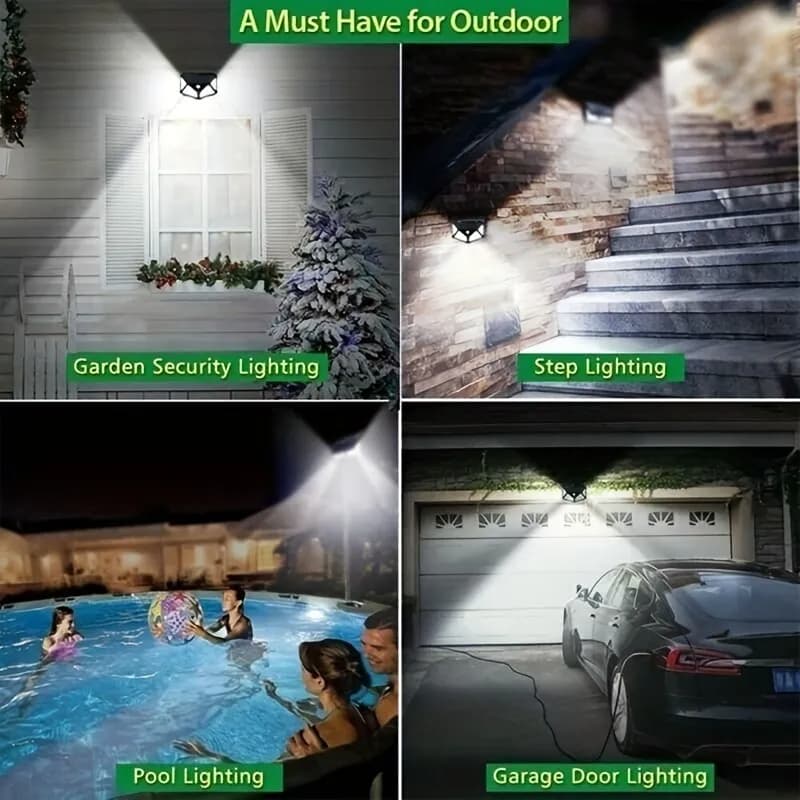 A Must Have for Outdoor
Garden Security Lighting
Step Lighting
Pool Lighting
Garage Door Lighting